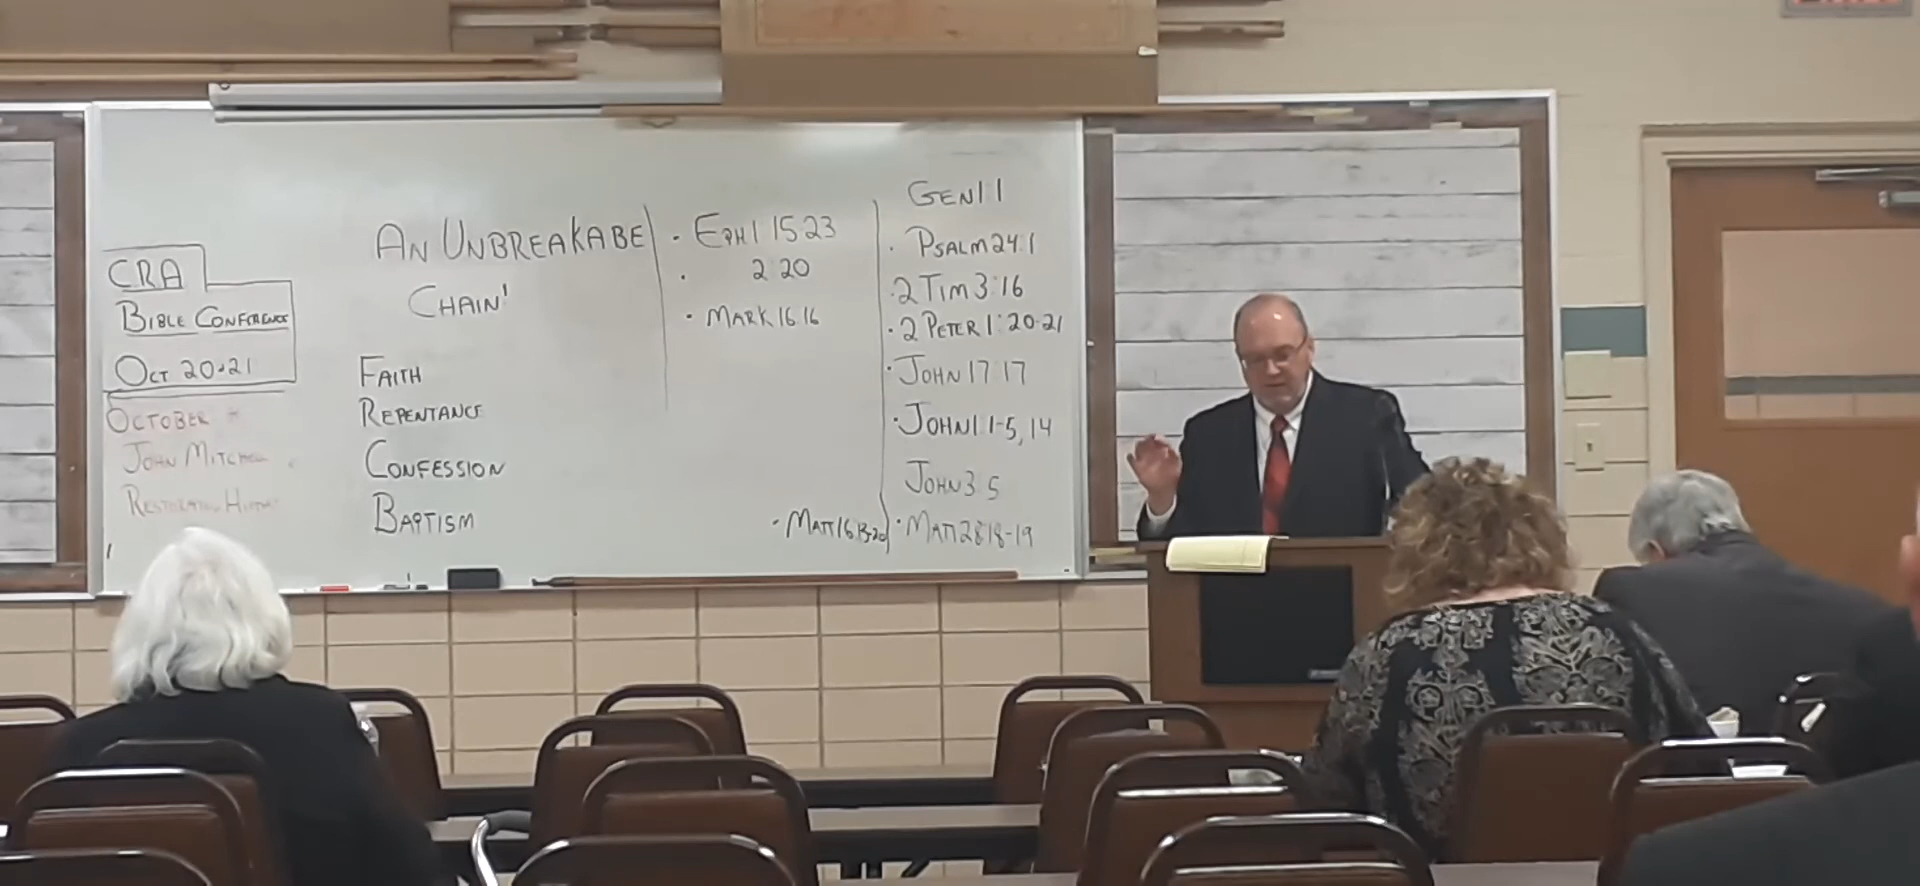 CRA
BIBLE CONFERENCE
OCT 20-21
OCTOBER
JOHN MITCHELL
AN UNBREAKABE
CHAIN!
FAITH
REPENTANCE
CONFESSION
BAPTISM
• EPH 1 15-23
• 2 20
• MARK 16 16
• MATT 16 13-20
GEN 1 1
• PSALM 24:1
• 2 TIM 3:16
• 2 PETER 1:20-21
• JOHN 17 17
• JOHN 1 1-5, 14
JOHN 3 5
• MATT 28 18-19